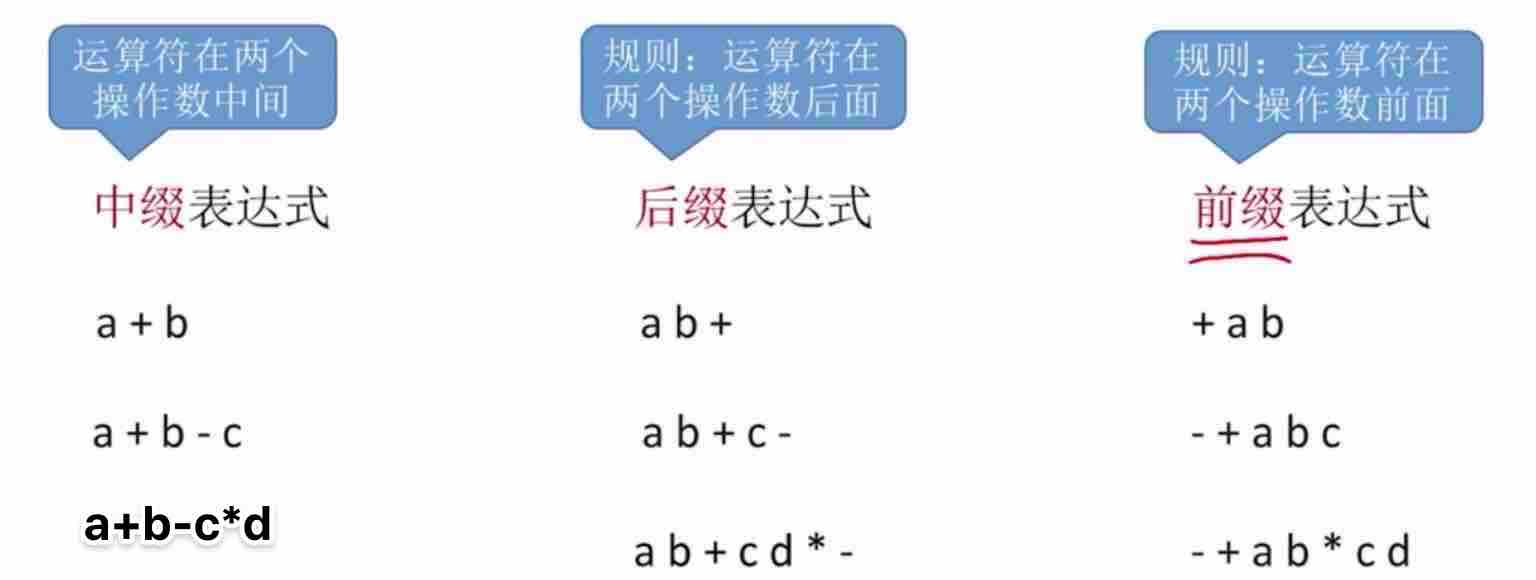 运算符在两个
操作数中间
规则：运算符在
两个操作数后面
规则：运算符在
两个操作数前面
中缀表达式
后缀表达式
前缀表达式
a + b
a b +
+ a b
a + b - c
a b + c -
- + a b c
a+b-c*d
a b + c d * -
- + a b * c d